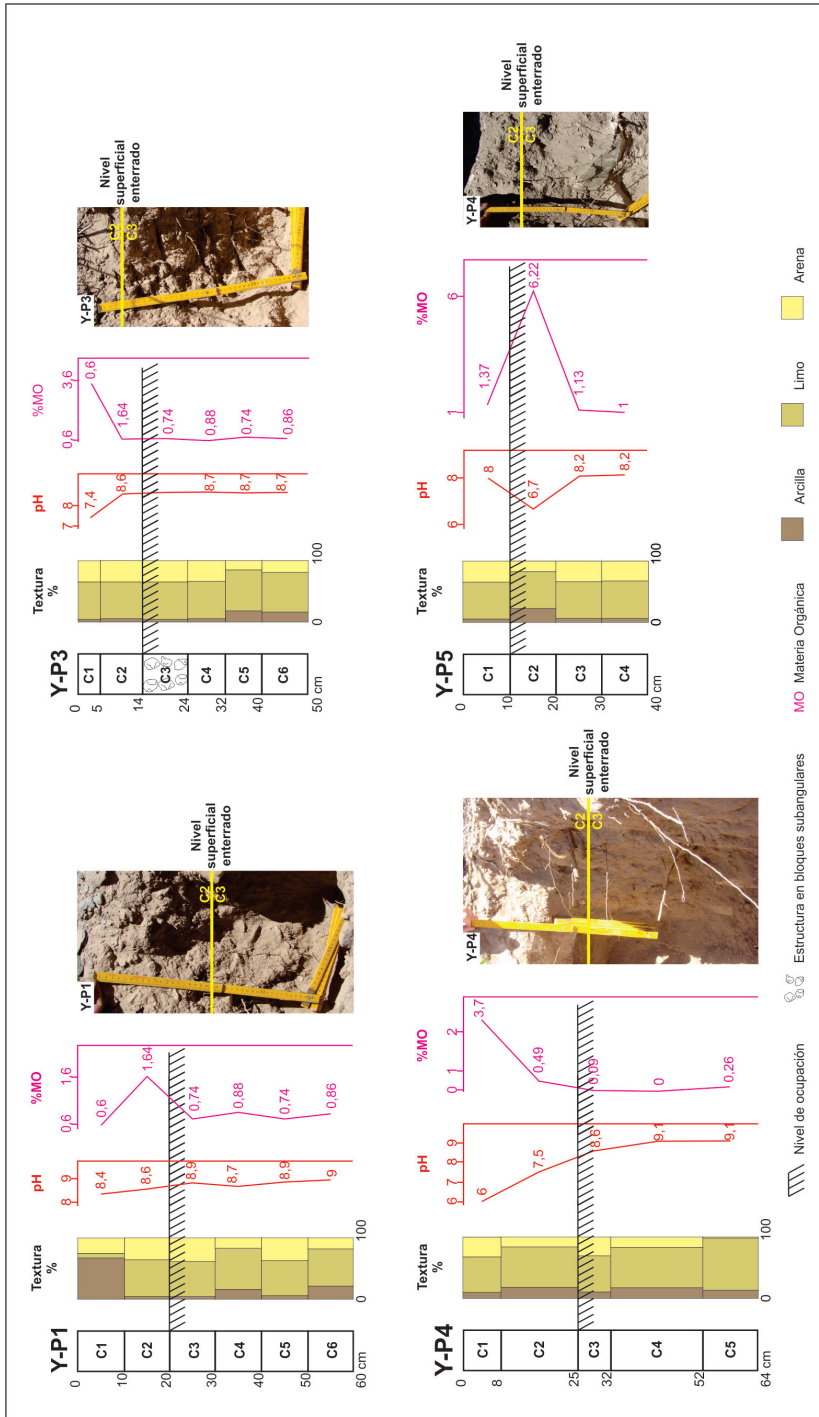 Y-P1
Textura
%
pH
%MO
8 9
0,6 1,6
0
10
20
30
40
50
60 cm
C1
C2
C3
C4
C5
C6
0 100
8,4
8,6
8,9
8,7
8,9
9
0,6
1,64
0,74
0,88
0,74
0,86
Y-P1
C2
C3
Nivel
superficial
enterrado
Y-P3
Textura
%
pH
%MO
7 8
0,6 3,6
0
5
14
24
32
40
50 cm
C1
C2
C3
C4
C5
C6
0 100
7,4
8,6
8,7
8,7
8,7
0,6
1,64
0,74
0,88
0,74
0,86
Y-P3
C2
C3
Nivel
superficial
enterrado
Y-P4
Textura
%
pH
%MO
6 7 8 9
0 1 2
0
8
25
32
52
64 cm
C1
C2
C3
C4
C5
0 100
6
7,5
8,6
9,1
9,1
3,7
0,49
0,09
0
0,26
Y-P4
C2
C3
Nivel
superficial
enterrado
Y-P5
Textura
%
pH
%MO
6 8
1 6
0
10
20
30
40 cm
C1
C2
C3
C4
0 100
8
6,7
8,2
8,2
1,37
6,22
1,13
1
Y-P4
C2
C3
Nivel
superficial
enterrado
Nivel de ocupación
Estructura en bloques subangulares
MO Materia Orgánica
Arcilla
Limo
Arena